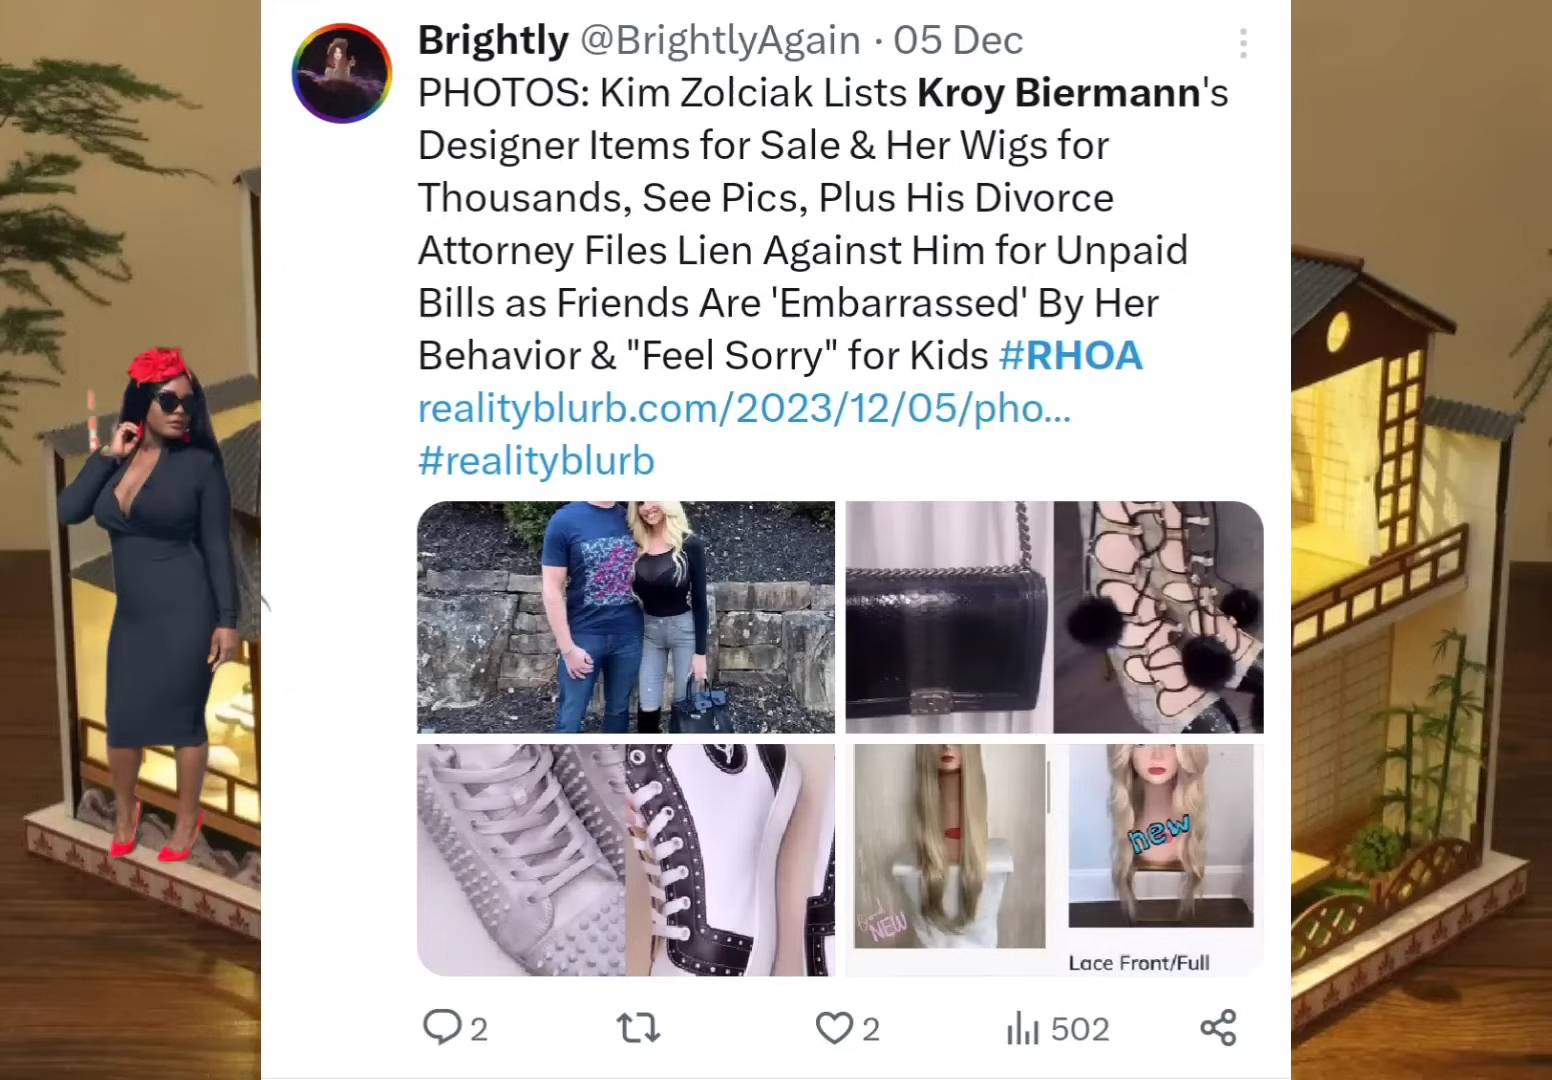 Brightly @BrightlyAgain · 05 Dec
PHOTOS: Kim Zolciak Lists Kroy Biermann's
Designer Items for Sale & Her Wigs for
Thousands, See Pics, Plus His Divorce
Attorney Files Lien Against Him for Unpaid
Bills as Friends Are 'Embarrassed' By Her
Behavior & "Feel Sorry" for Kids #RHOA
realityblurb.com/2023/12/05/pho...
#realityblurb
new
Brand
NEW
Lace Front/Full
2
2
502